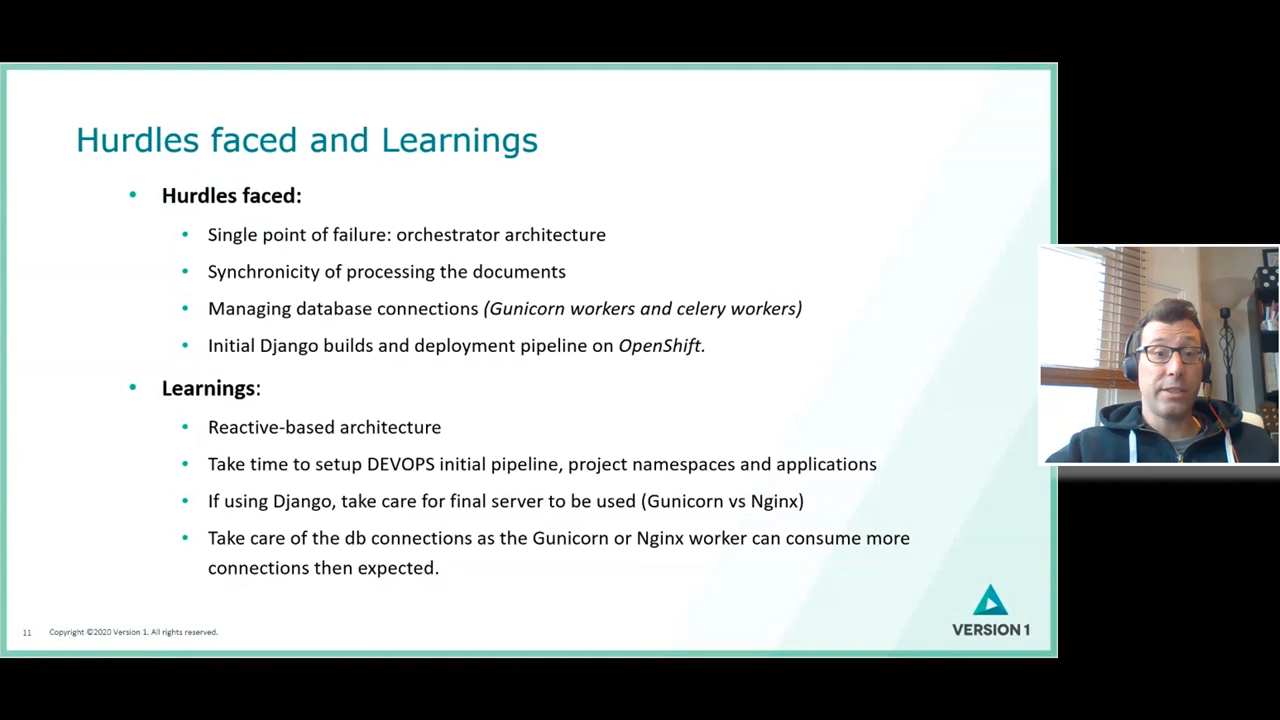 Hurdles faced and Learnings
• Hurdles faced:
• Single point of failure: orchestrator architecture
• Synchronicity of processing the documents
• Managing database connections (Gunicorn workers and celery workers)
• Initial Django builds and deployment pipeline on OpenShift.
• Learnings:
• Reactive-based architecture
• Take time to setup DEVOPS initial pipeline, project namespaces and applications
• If using Django, take care for final server to be used (Gunicorn vs Nginx)
• Take care of the db connections as the Gunicorn or Nginx worker can consume more
connections then expected.
11 Copyright ©2020 Version 1. All rights reserved.
VERSION 1